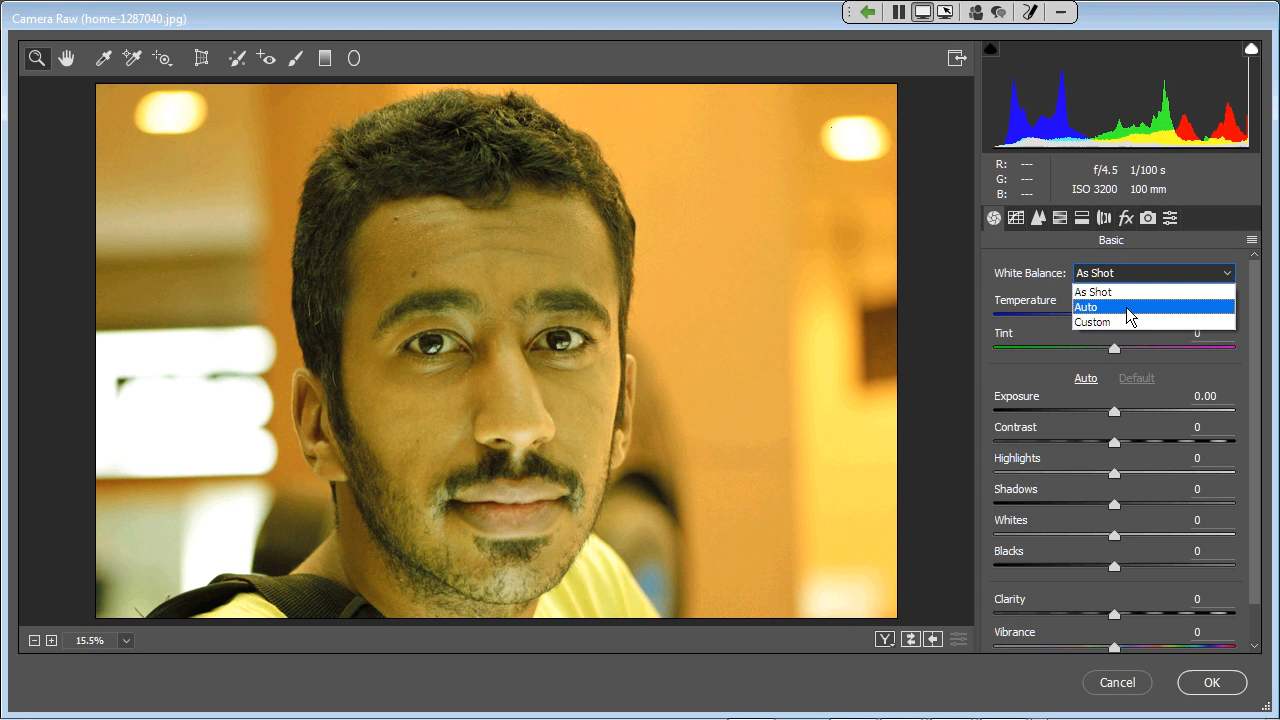 Camera Raw (home-1287040.jpg)
R: ---
G: ---
B: ---
f/4.5 1/100 s
ISO 3200 100 mm
fx
Basic
White Balance: As Shot
As Shot
Auto
Custom
Temperature
Tint 0
Auto Default
Exposure 0.00
Contrast 0
Highlights 0
Shadows 0
Whites 0
Blacks 0
Clarity 0
Vibrance 0
15.5%
Y
Cancel OK